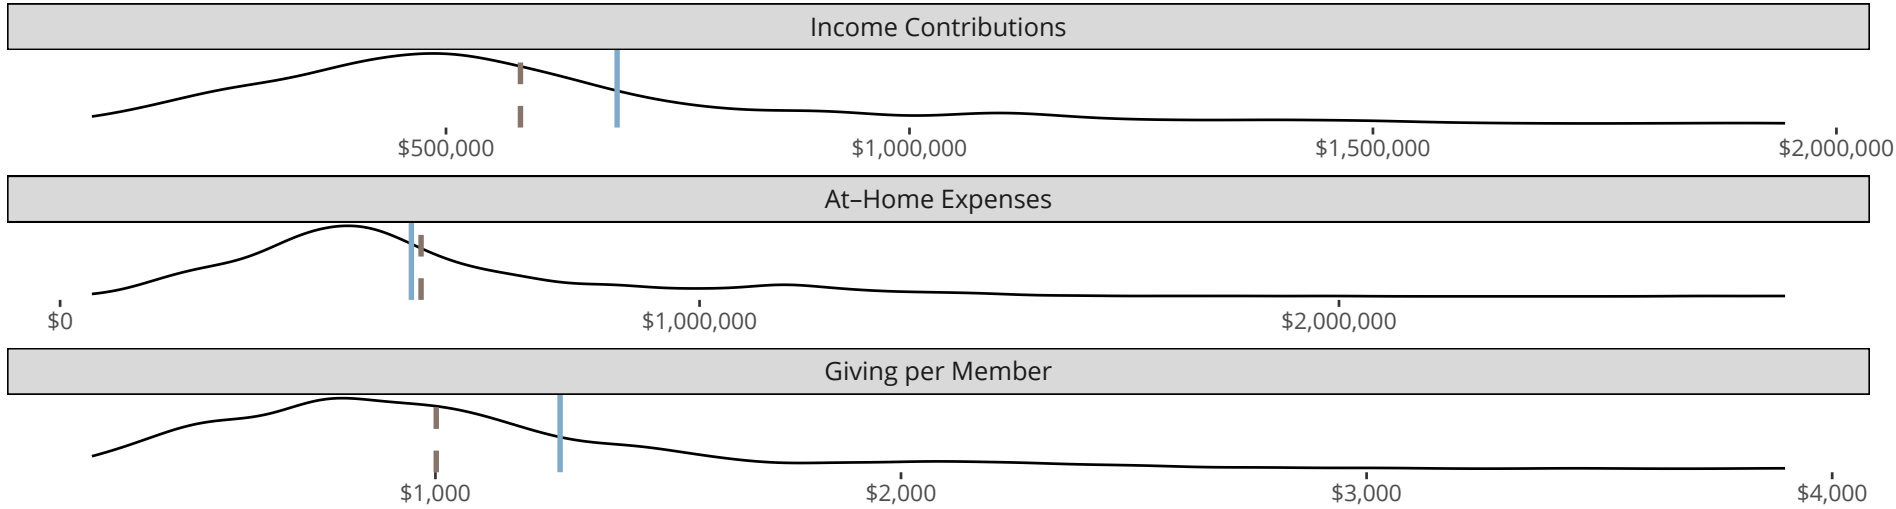 Income Contributions
$500,000 $1,000,000 $1,500,000 $2,000,000
At–Home Expenses
$0 $1,000,000 $2,000,000
Giving per Member
$1,000 $2,000 $3,000 $4,000